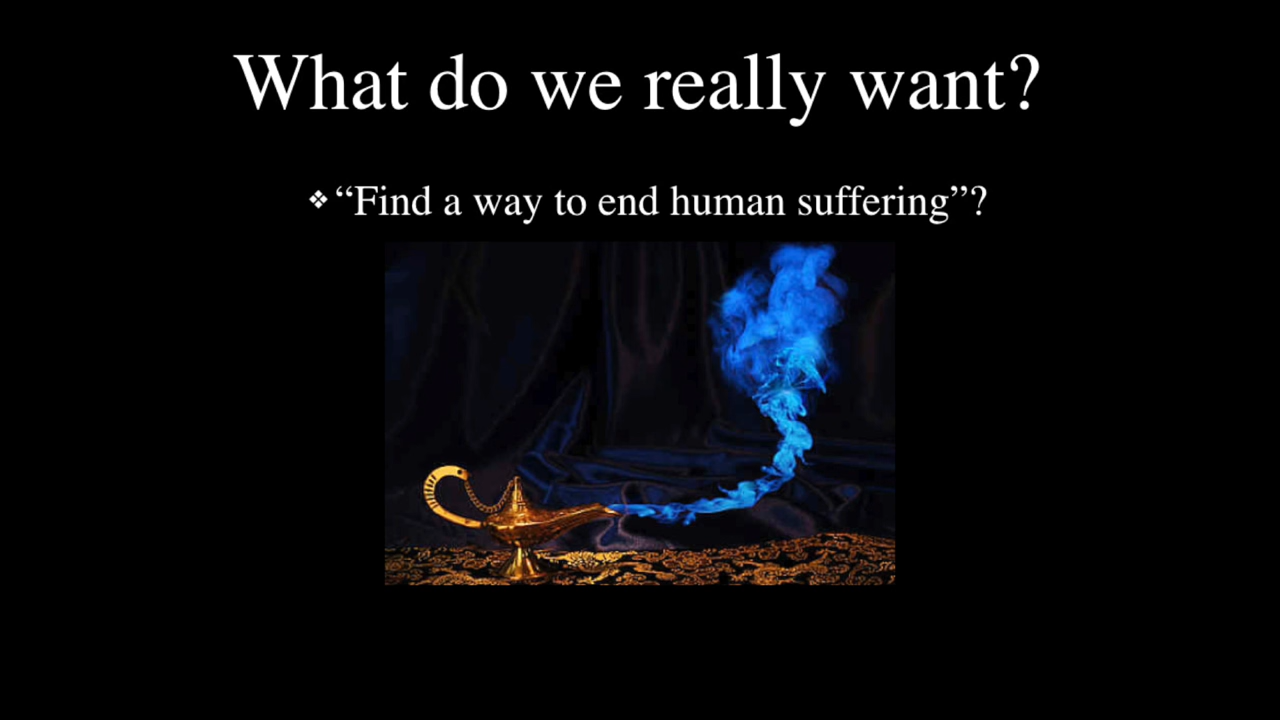 What do we really want?
❖“Find a way to end human suffering”?